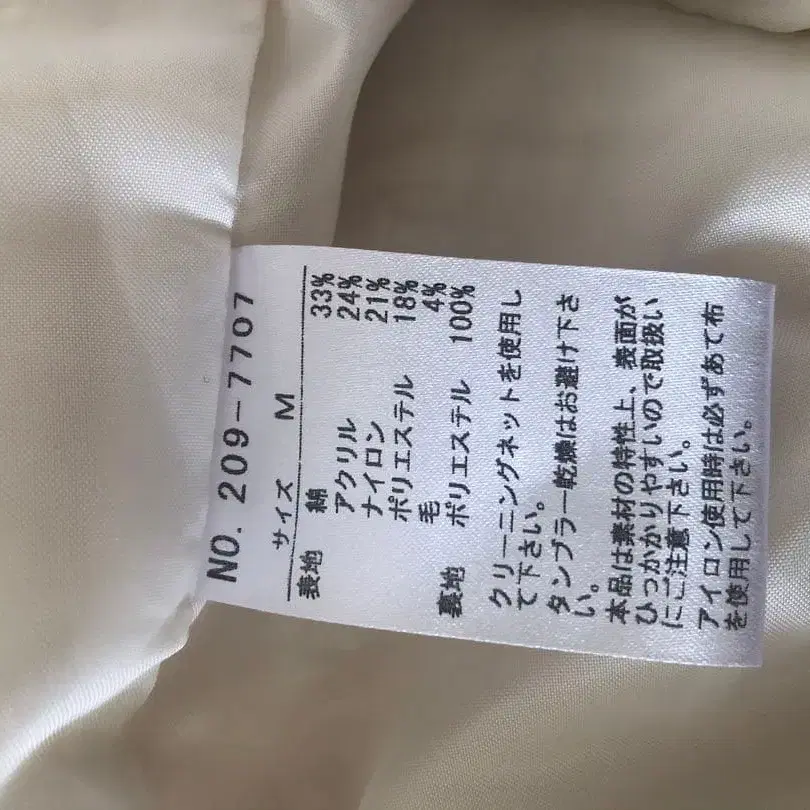 NO. 209-7707
サイズ M
表地 綿 33%
アクリル 24%
ナイロン 21%
ポリエステル 18%
毛 4%
裏地 ポリエステル 100%
クリーニングネットを使用し
て下さい。
タンブラー乾燥はお避け下さ
い。
本品は素材の特性上、表面が
ひっかかりやすいので取扱い
にご注意下さい。
アイロン使用時は必ずあて布
を使用して下さい。